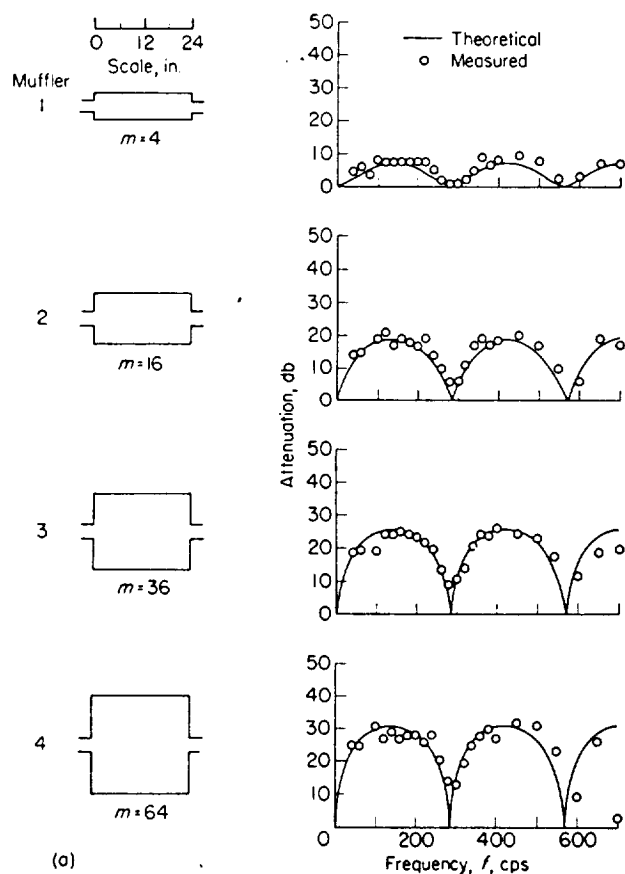 0 12 24
Scale, in.
Muffler
1
m=4
2
m=16
3
m=36
4
m=64
(a)
Theoretical
Measured
50
40
30
20
10
0
50
40
30
20
10
0
Attenuation, db
50
40
30
20
10
0
50
40
30
20
10
0
0 200 400 600
Frequency, f, cps